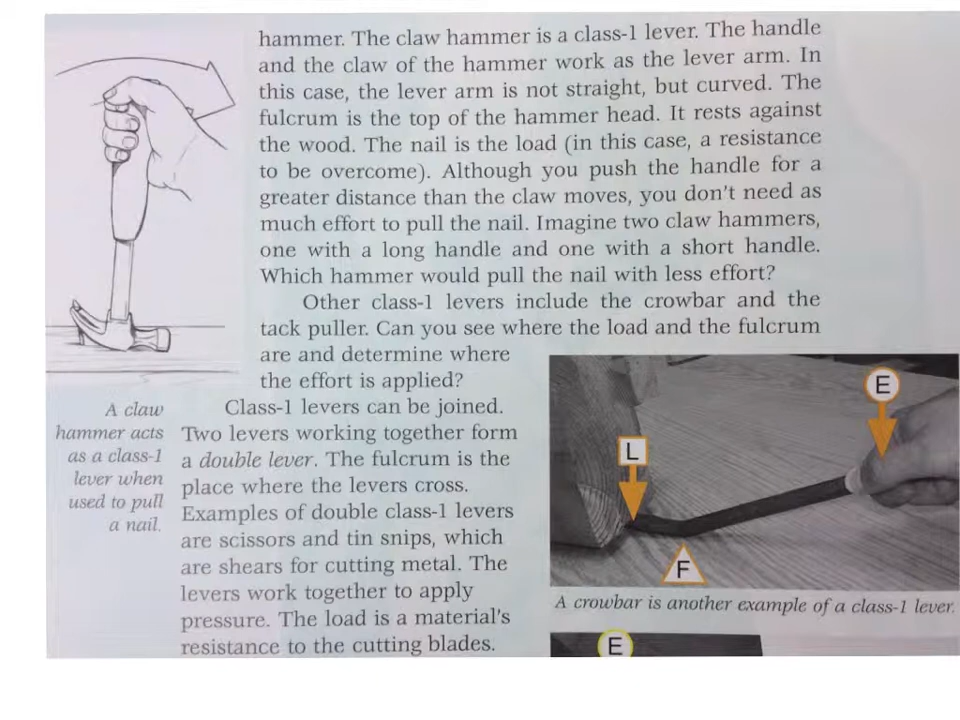 hammer. The claw hammer is a class-1 lever. The handle
and the claw of the hammer work as the lever arm. In
this case, the lever arm is not straight, but curved. The
fulcrum is the top of the hammer head. It rests against
the wood. The nail is the load (in this case, a resistance
to be overcome). Although you push the handle for a
greater distance than the claw moves, you don't need as
much effort to pull the nail. Imagine two claw hammers,
one with a long handle and one with a short handle.
Which hammer would pull the nail with less effort?
Other class-1 levers include the crowbar and the
tack puller. Can you see where the load and the fulcrum
are and determine where
the effort is applied?
Class-1 levers can be joined.
Two levers working together form
a double lever. The fulcrum is the
place where the levers cross.
Examples of double class-1 levers
are scissors and tin snips, which
are shears for cutting metal. The
levers work together to apply
pressure. The load is a material's
resistance to the cutting blades.
A claw
hammer acts
as a class-1
lever when
used to pull
a nail.
E
L
F
A crowbar is another example of a class-1 lever.
E